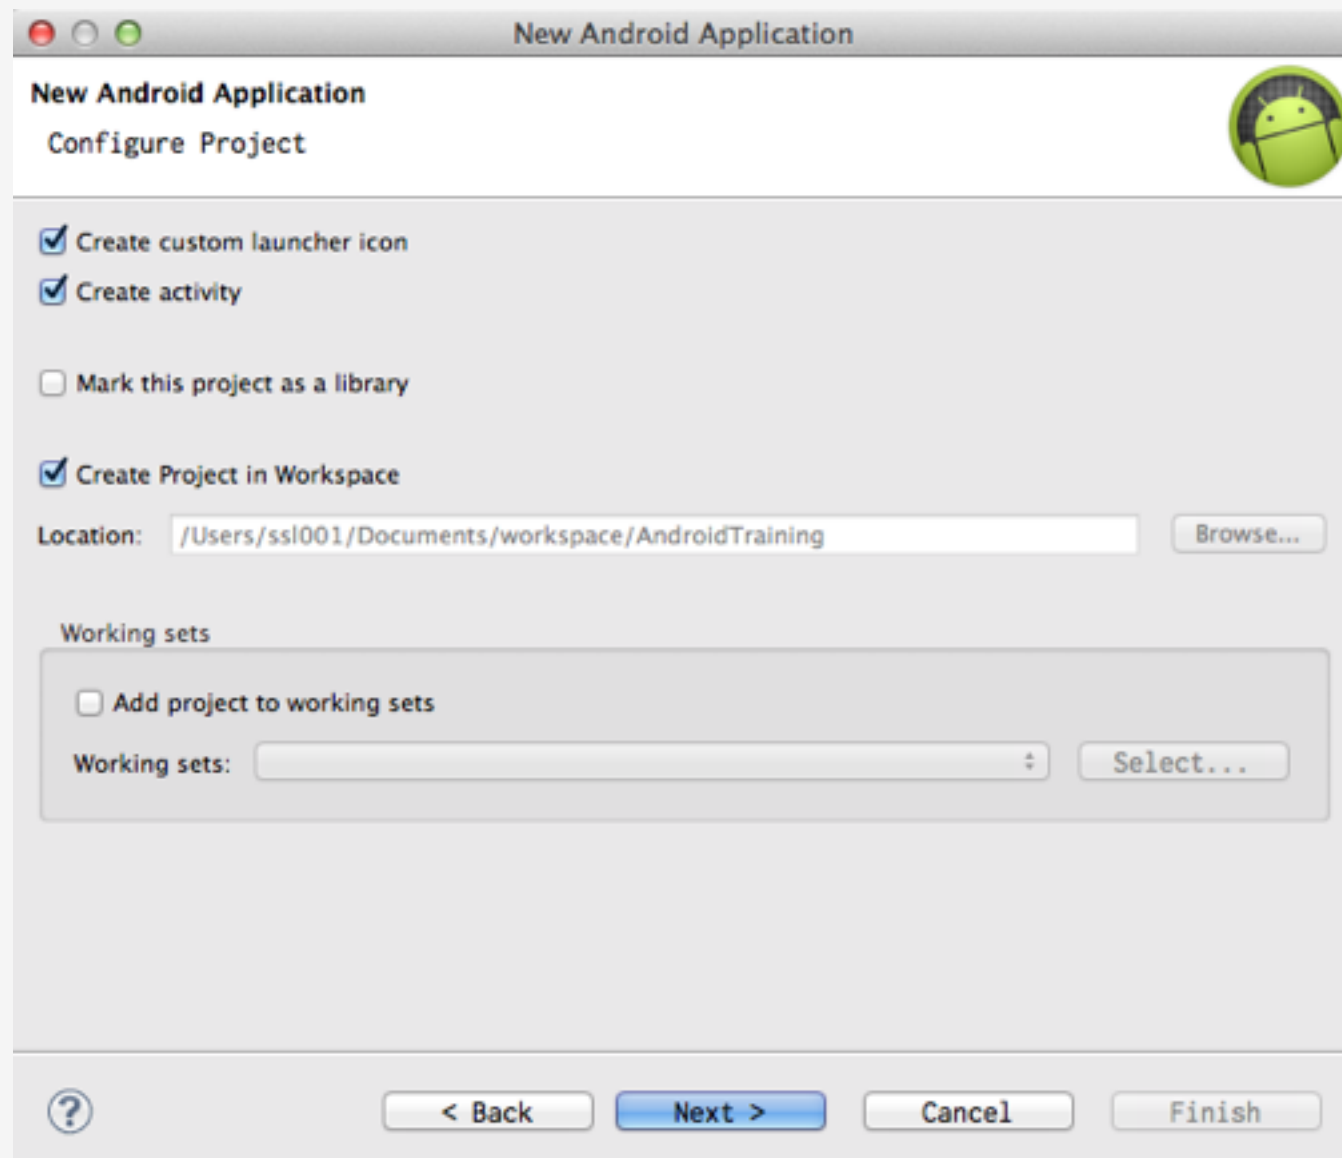 New Android Application
New Android Application
Configure Project
Create custom launcher icon
Create activity
Mark this project as a library
Create Project in Workspace
Location: /Users/ssl001/Documents/workspace/AndroidTraining Browse...
Working sets
Add project to working sets
Working sets: Select...
? < Back Next > Cancel Finish